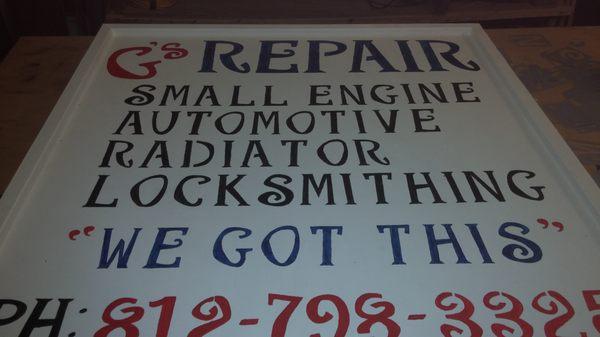 G's REPAIR
SMALL ENGINE
AUTOMOTIVE
RADIATOR
LOCKSMITHING
"WE GOT THIS"
PH: 812-798-3325